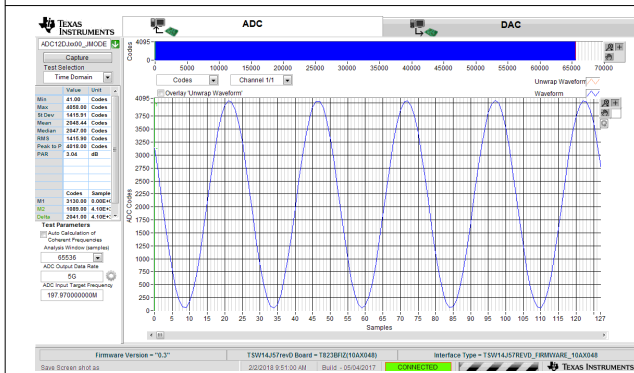 TEXAS INSTRUMENTS
ADC
DAC
ADC12DJxx00_JMODE
Capture
Test Selection
Time Domain
Value Unit
Min 41.00 Codes
Max 4058.00 Codes
St Dev 1415.91 Codes
Mean 2048.44 Codes
Median 2047.00 Codes
RMS 1415.90 Codes
Peak to P 4018.00 Codes
PAR 3.04 dB
Codes Sample
M1 3130.00 0.00E+0
M2 1089.00 4.10E+:
Delta 2041.00 4.10E+:
Test Parameters
Auto Calculation of
Coherent Frequencies
Analysis Window (samples)
65536
ADC Output Data
Rate
5G
ADC Input Target Frequency
197.970000000M
Codes
4095
0
0 5000 10000 15000 20000 25000 30000 35000 40000 45000 50000 55000 60000 65000 70000
Codes Channel 1/1
Unwrap Waveform
Overlay 'Unwrap Waveform'
Waveform
ADC Codes
4095
3750
3500
3250
3000
2750
2500
2250
2000
1750
1500
1250
1000
750
500
250
0
0 5 10 15 20 25 30 35 40 45 50 55 60 65 70 75 80 85 90 95 100 105 110 115 120 127
Samples
Firmware Version = "0.3"
TSW14J57revD Board = T823BFIZ(10AX048)
Interface Type = TSW14J57REVD_FIRMWARE_10AX048
Save Screen shot as
2/2/2018 9:51:00 AM
Build - 05/04/2017
CONNECTED
TEXAS INSTRUMENTS